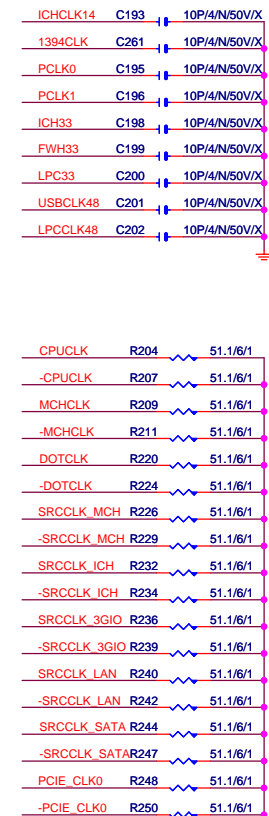 ICHCLK14 C193 10P/4/N/50V/X
1394CLK C261 10P/4/N/50V/X
PCLK0 C195 10P/4/N/50V/X
PCLK1 C196 10P/4/N/50V/X
ICH33 C198 10P/4/N/50V/X
FWH33 C199 10P/4/N/50V/X
LPC33 C200 10P/4/N/50V/X
USBCLK48 C201 10P/4/N/50V/X
LPCCLK48 C202 10P/4/N/50V/X
CPUCLK R204 51.1/6/1
-CPUCLK R207 51.1/6/1
MCHCLK R209 51.1/6/1
-MCHCLK R211 51.1/6/1
DOTCLK R220 51.1/6/1
-DOTCLK R224 51.1/6/1
SRCCLK_MCH R226 51.1/6/1
-SRCCLK_MCH R229 51.1/6/1
SRCCLK_ICH R232 51.1/6/1
-SRCCLK_ICH R234 51.1/6/1
SRCCLK_3GIO R236 51.1/6/1
-SRCCLK_3GIO R239 51.1/6/1
SRCCLK_LAN R240 51.1/6/1
-SRCCLK_LAN R242 51.1/6/1
SRCCLK_SATA R244 51.1/6/1
-SRCCLK_SATA R247 51.1/6/1
PCIE_CLK0 R248 51.1/6/1
-PCIE_CLK0 R250 51.1/6/1